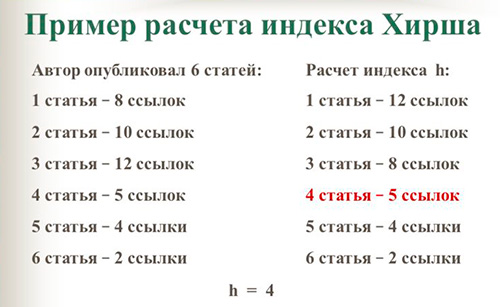 Пример расчета индекса Хирша
Автор опубликовал 6 статей:
1 статья – 8 ссылок
2 статья – 10 ссылок
3 статья – 12 ссылок
4 статья – 5 ссылок
5 статья – 4 ссылки
6 статья – 2 ссылки
Расчет индекса h:
1 статья – 12 ссылок
2 статья – 10 ссылок
3 статья – 8 ссылок
4 статья – 5 ссылок
5 статья – 4 ссылки
6 статья – 2 ссылки
h = 4